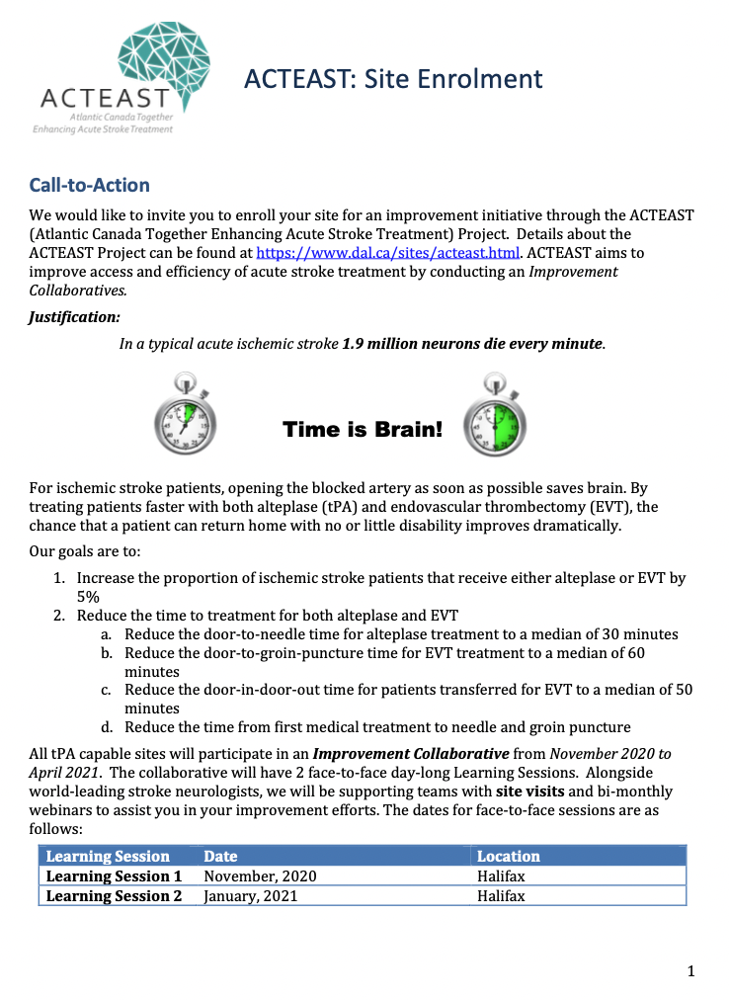 ACTEAST
Atlantic Canada Together
Enhancing Acute Stroke Treatment
ACTEAST: Site Enrolment
Call-to-Action
We would like to invite you to enroll your site for an improvement initiative through the ACTEAST
(Atlantic Canada Together Enhancing Acute Stroke Treatment) Project.  Details about the
ACTEAST Project can be found at https://www.dal.ca/sites/acteast.html. ACTEAST aims to
improve access and efficiency of acute stroke treatment by conducting an Improvement
Collaboratives.
Justification:
In a typical acute ischemic stroke 1.9 million neurons die every minute.
Time is Brain!
For ischemic stroke patients, opening the blocked artery as soon as possible saves brain. By
treating patients faster with both alteplase (tPA) and endovascular thrombectomy (EVT), the
chance that a patient can return home with no or little disability improves dramatically.
Our goals are to:
1. Increase the proportion of ischemic stroke patients that receive either alteplase or EVT by
5%
2. Reduce the time to treatment for both alteplase and EVT
a. Reduce the door-to-needle time for alteplase treatment to a median of 30 minutes
b. Reduce the door-to-groin-puncture time for EVT treatment to a median of 60
minutes
c. Reduce the door-in-door-out time for patients transferred for EVT to a median of 50
minutes
d. Reduce the time from first medical treatment to needle and groin puncture
All tPA capable sites will participate in an Improvement Collaborative from November 2020 to
April 2021.  The collaborative will have 2 face-to-face day-long Learning Sessions.  Alongside
world-leading stroke neurologists, we will be supporting teams with site visits and bi-monthly
webinars to assist you in your improvement efforts. The dates for face-to-face sessions are as
follows:
Learning Session Date Location
Learning Session 1 November, 2020 Halifax
Learning Session 2 January, 2021 Halifax
1